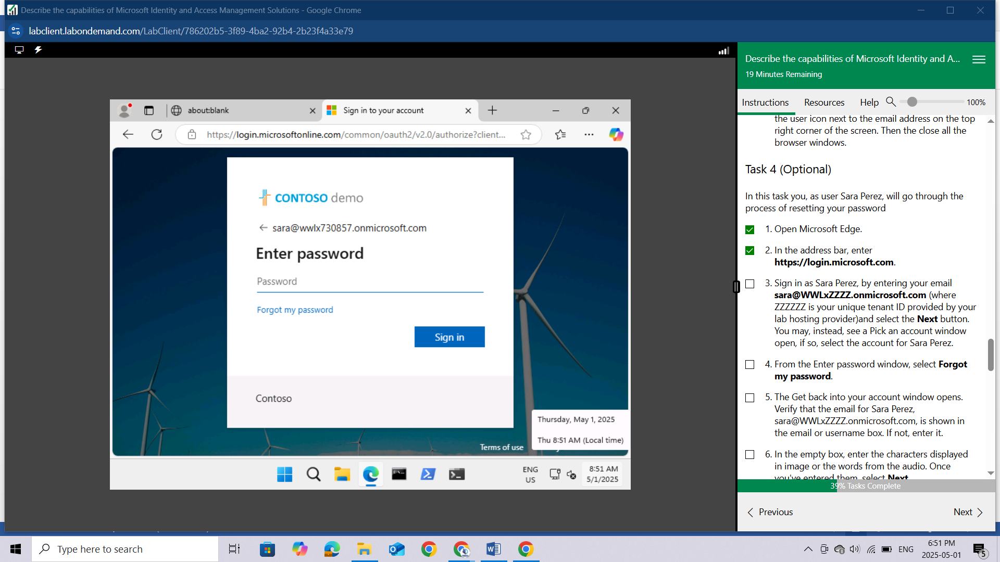 Describe the capabilities of Microsoft Identity and Access Management Solutions - Google Chrome
labclient.labondemand.com/LabClient/786202b5-3f89-4ba2-92b4-2b23f4a33e79
about:blank
Sign in to your account
https://login.microsoftonline.com/common/oauth2/v2.0/authorize?client...
CONTOSO demo
sara@wwlx730857.onmicrosoft.com
Enter password
Password
Forgot my password
Sign in
Contoso
Terms of use
Thursday, May 1, 2025
Thu 8:51 AM (Local time)
ENG
US
8:51 AM
5/1/2025
Describe the capabilities of Microsoft Identity and A...
19 Minutes Remaining
Instructions
Resources
Help
100%
the user icon next to the email address on the top
right corner of the screen. Then the close all the
browser windows.
Task 4 (Optional)
In this task you, as user Sara Perez, will go through the
process of resetting your password
1. Open Microsoft Edge.
2. In the address bar, enter
https://login.microsoft.com.
3. Sign in as Sara Perez, by entering your email
sara@WWLxZZZZ.onmicrosoft.com (where
ZZZZZZ is your unique tenant ID provided by your
lab hosting provider)and select the Next button.
You may, instead, see a Pick an account window
open, if so, select the account for Sara Perez.
4. From the Enter password window, select Forgot
my password.
5. The Get back into your account window opens.
Verify that the email for Sara Perez,
sara@WWLxZZZZ.onmicrosoft.com, is shown in
the email or username box. If not, enter it.
6. In the empty box, enter the characters displayed
in image or the words from the audio. Once
you've entered them, select Next
39% Tasks Complete
Previous
Next
Type here to search
ENG
6:51 PM
2025-05-01
5